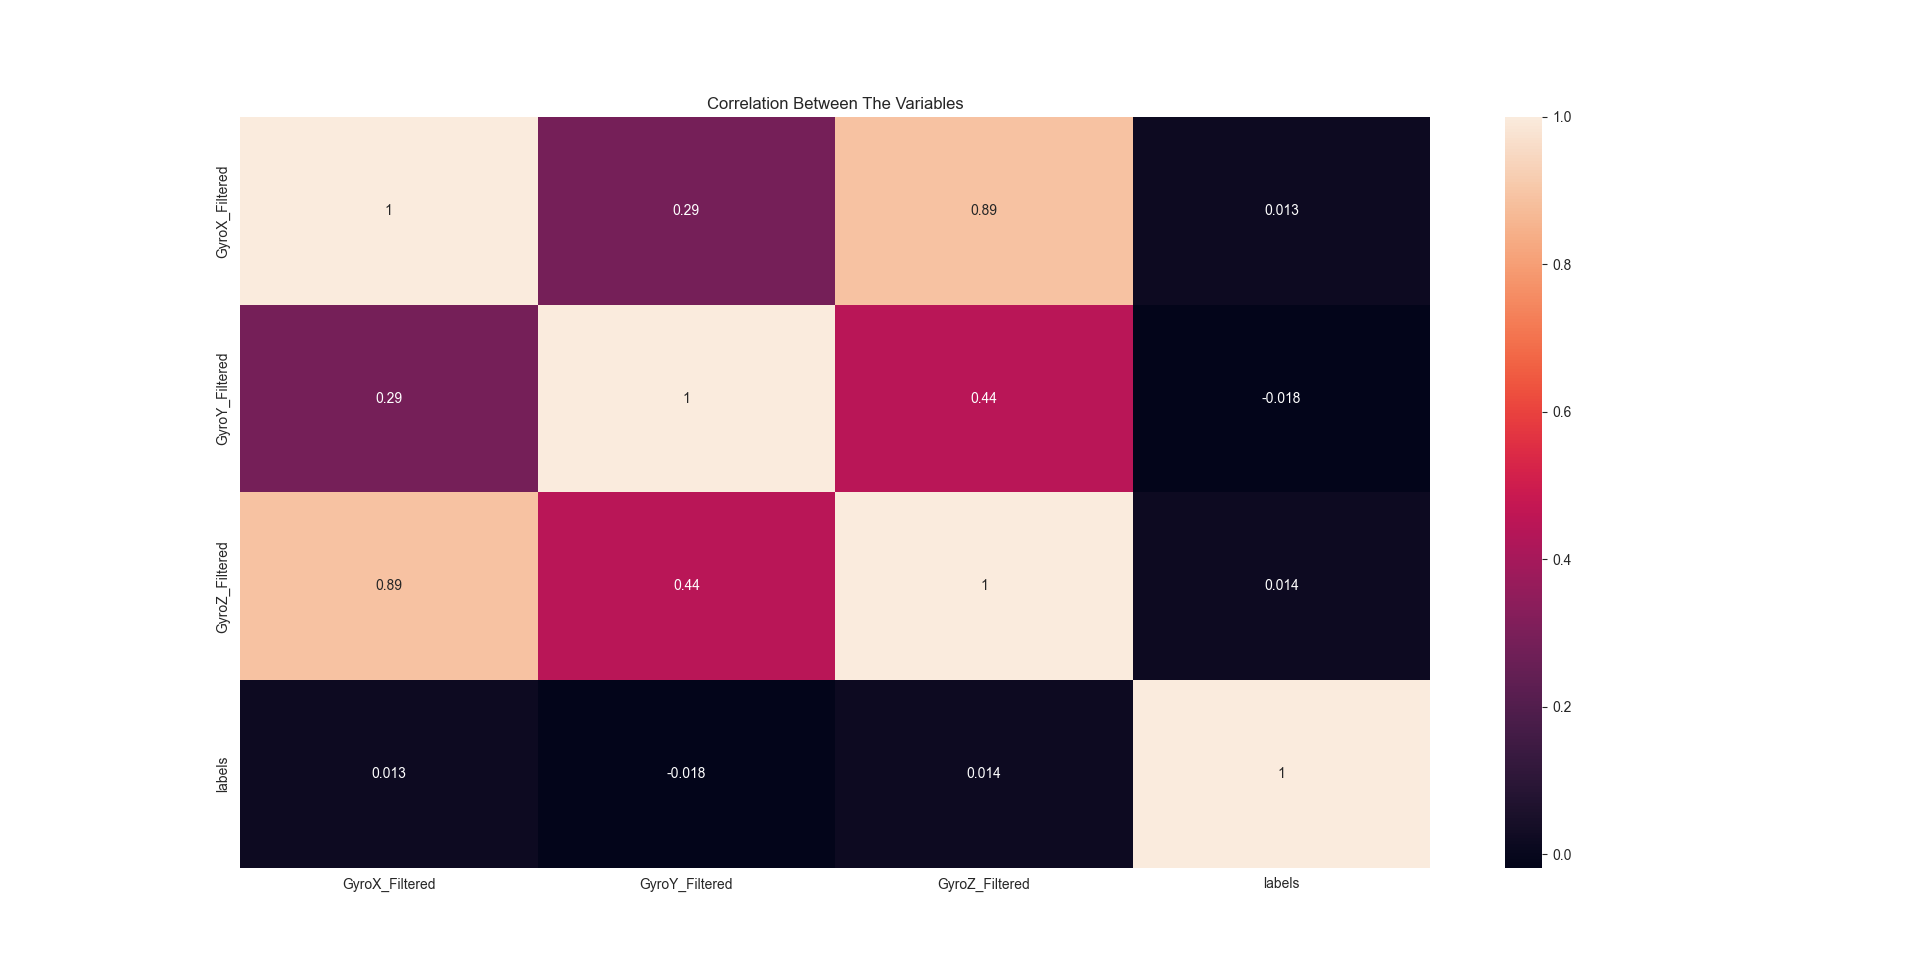 Correlation Between The Variables
GyroX_Filtered
1 0.29 0.89 0.013
GyroY_Filtered
0.29 1 0.44 -0.018
GyroZ_Filtered
0.89 0.44 1 0.014
labels
0.013 -0.018 0.014 1
GyroX_Filtered GyroY_Filtered GyroZ_Filtered labels
1.0
0.8
0.6
0.4
0.2
0.0